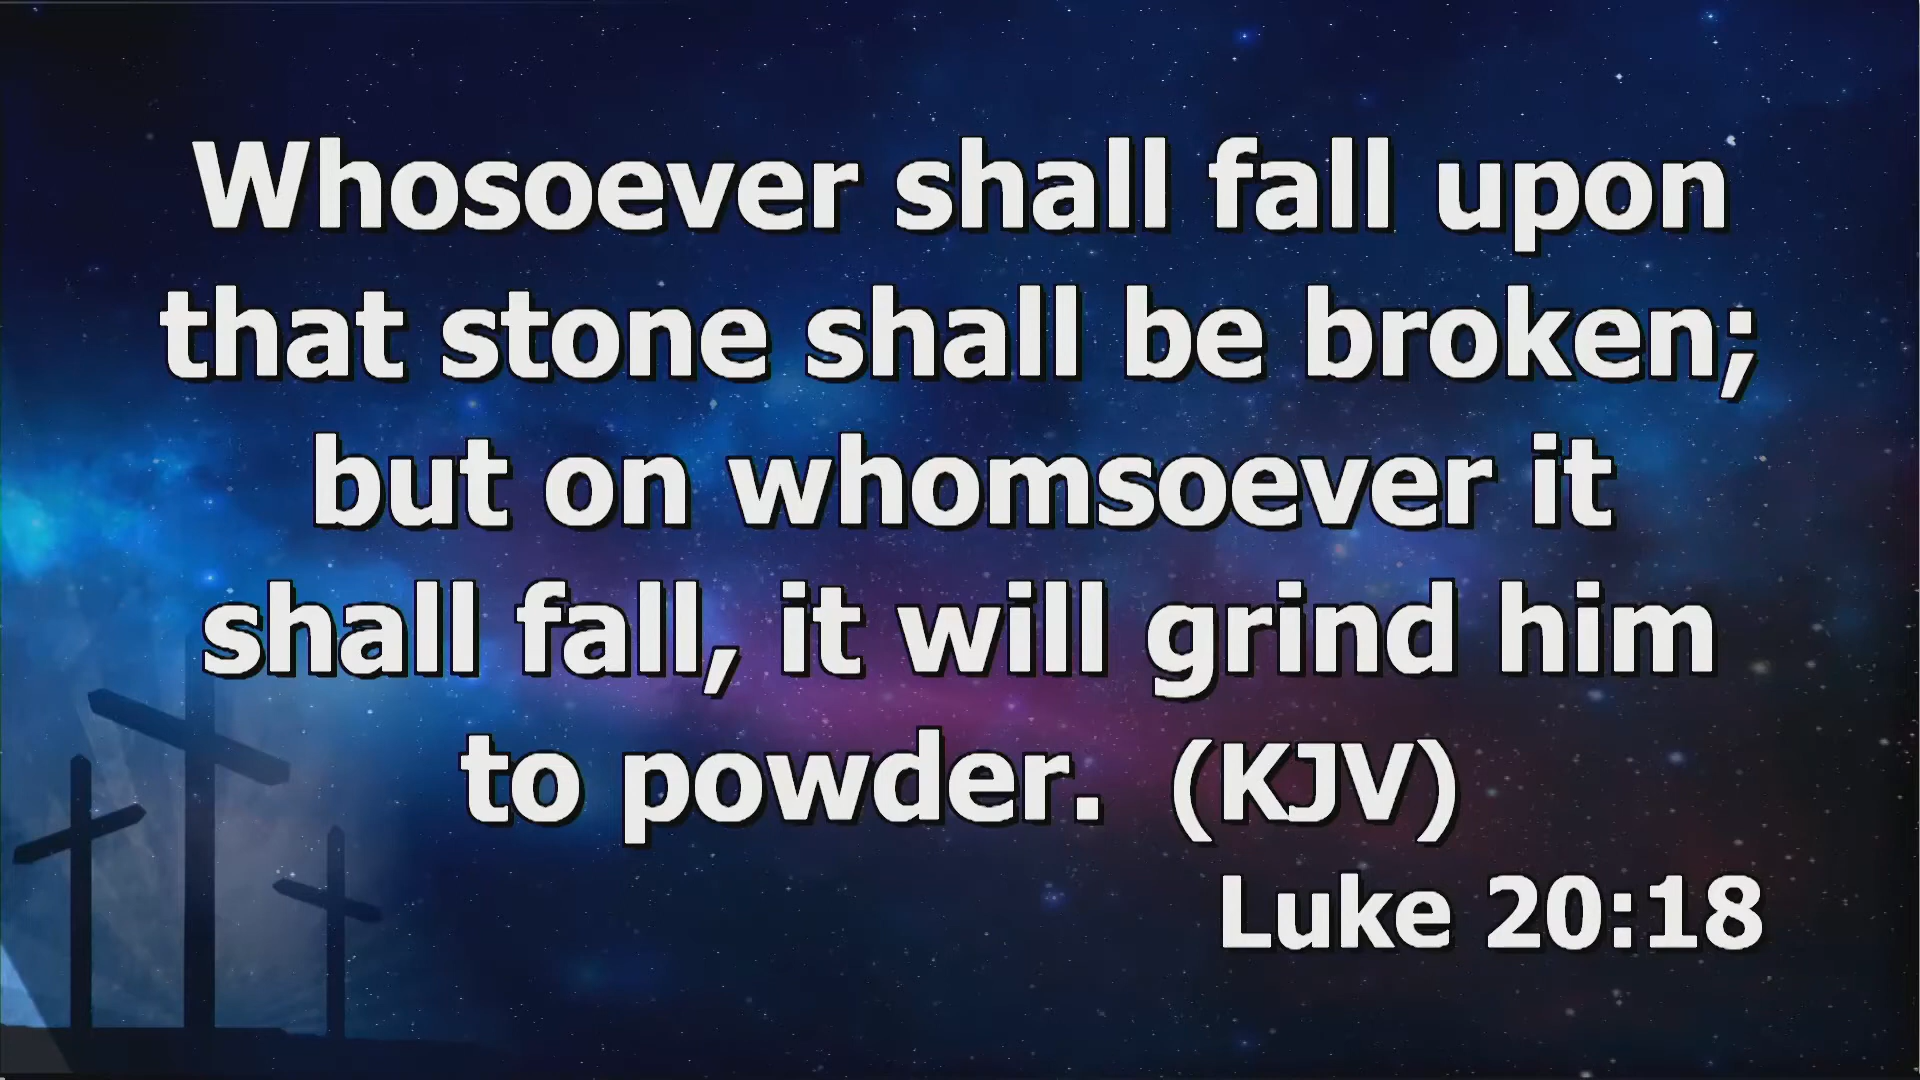 Whosoever shall fall upon
that stone shall be broken;
but on whomsoever it
shall fall, it will grind him
to powder. (KJV)
Luke 20:18